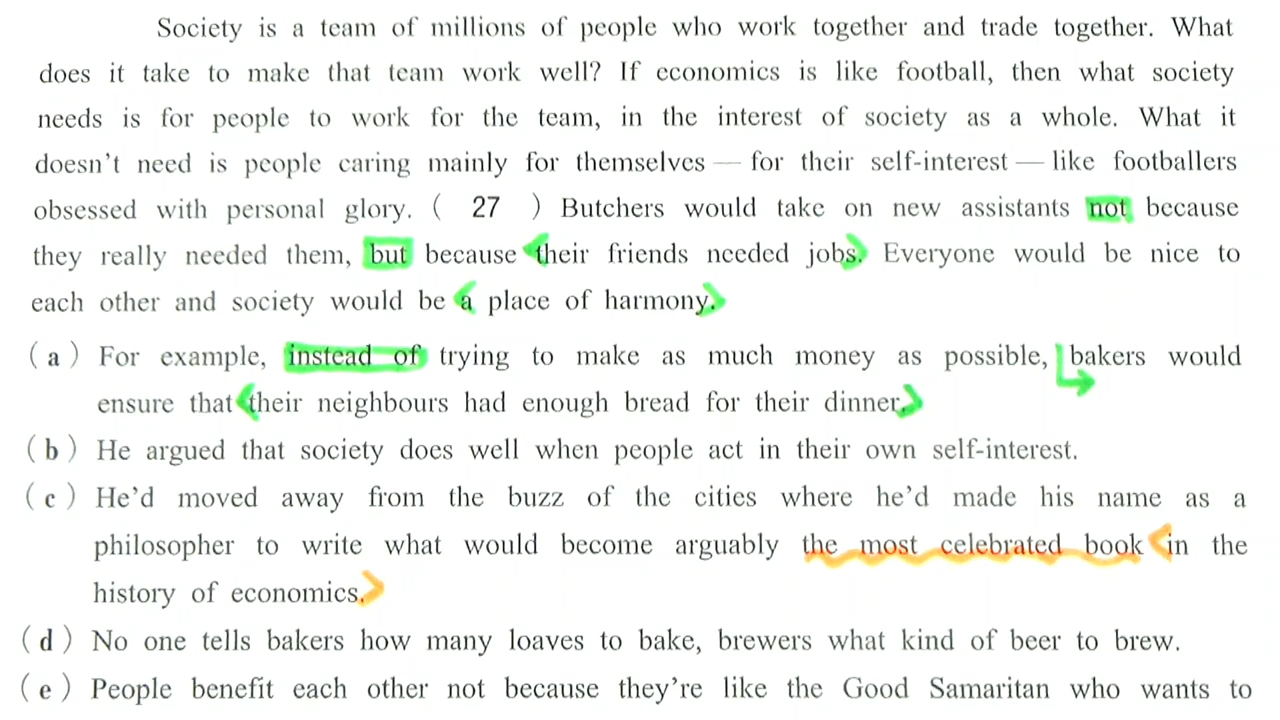 Society is a team of millions of people who work together and trade together. What
does it take to make that team work well? If economics is like football, then what society
needs is for people to work for the team, in the interest of society as a whole. What it
doesn't need is people caring mainly for themselves — for their self-interest — like footballers
obsessed with personal glory. ( 27 ) Butchers would take on new assistants not because
they really needed them, but because their friends needed jobs. Everyone would be nice to
each other and society would be a place of harmony.
( a ) For example, instead of trying to make as much money as possible, bakers would
ensure that their neighbours had enough bread for their dinner.
( b ) He argued that society does well when people act in their own self-interest.
( c ) He'd moved away from the buzz of the cities where he'd made his name as a
philosopher to write what would become arguably the most celebrated book in the
history of economics.
( d ) No one tells bakers how many loaves to bake, brewers what kind of beer to brew.
( e ) People benefit each other not because they're like the Good Samaritan who wants to